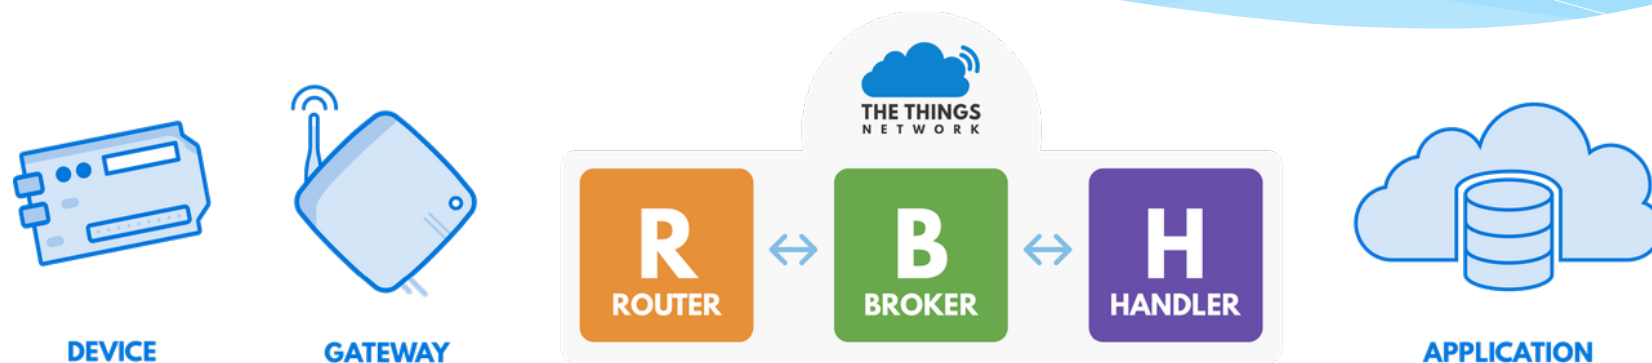 THE THINGS
NETWORK
R
ROUTER
B
BROKER
H
HANDLER
DEVICE
GATEWAY
APPLICATION